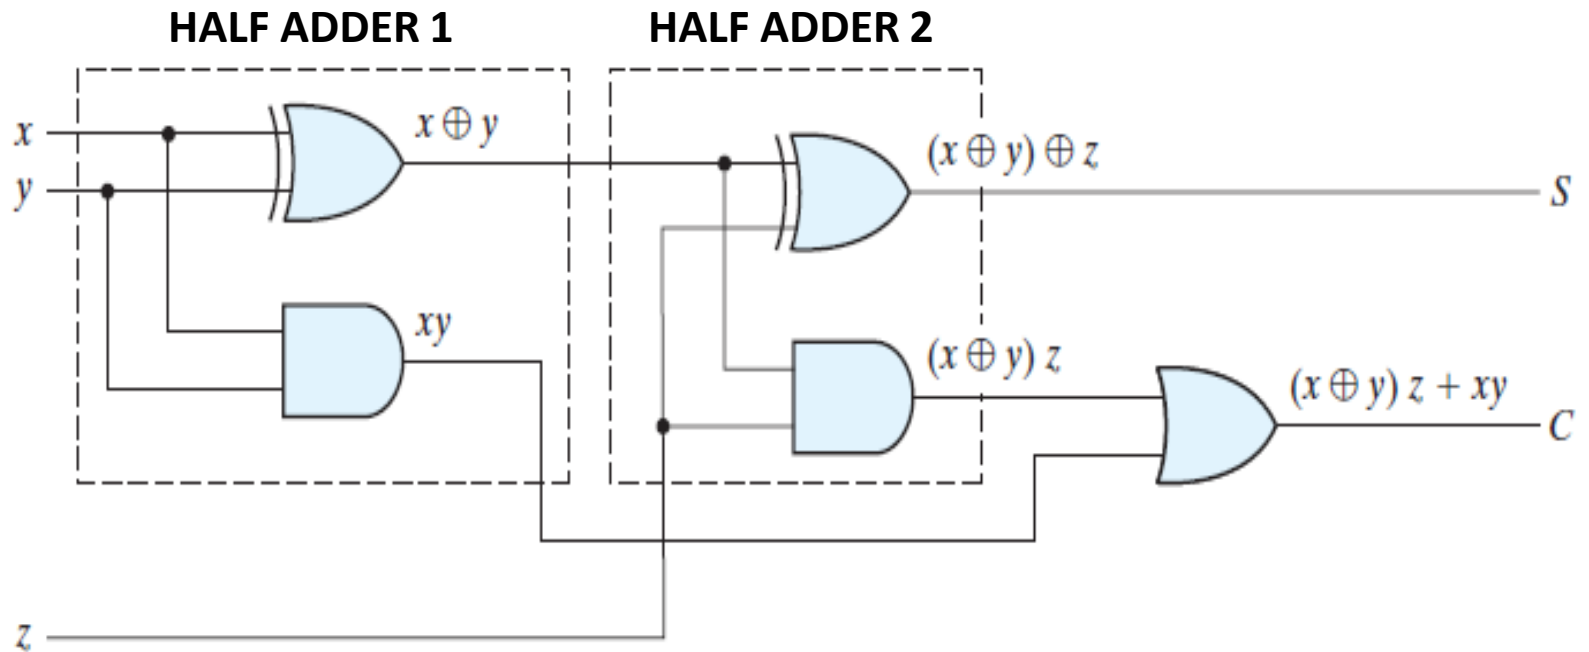 HALF ADDER 1
HALF ADDER 2
x
y
x ⊕ y
(x ⊕ y) ⊕ z
S
xy
(x ⊕ y) z
(x ⊕ y) z + xy
C
z